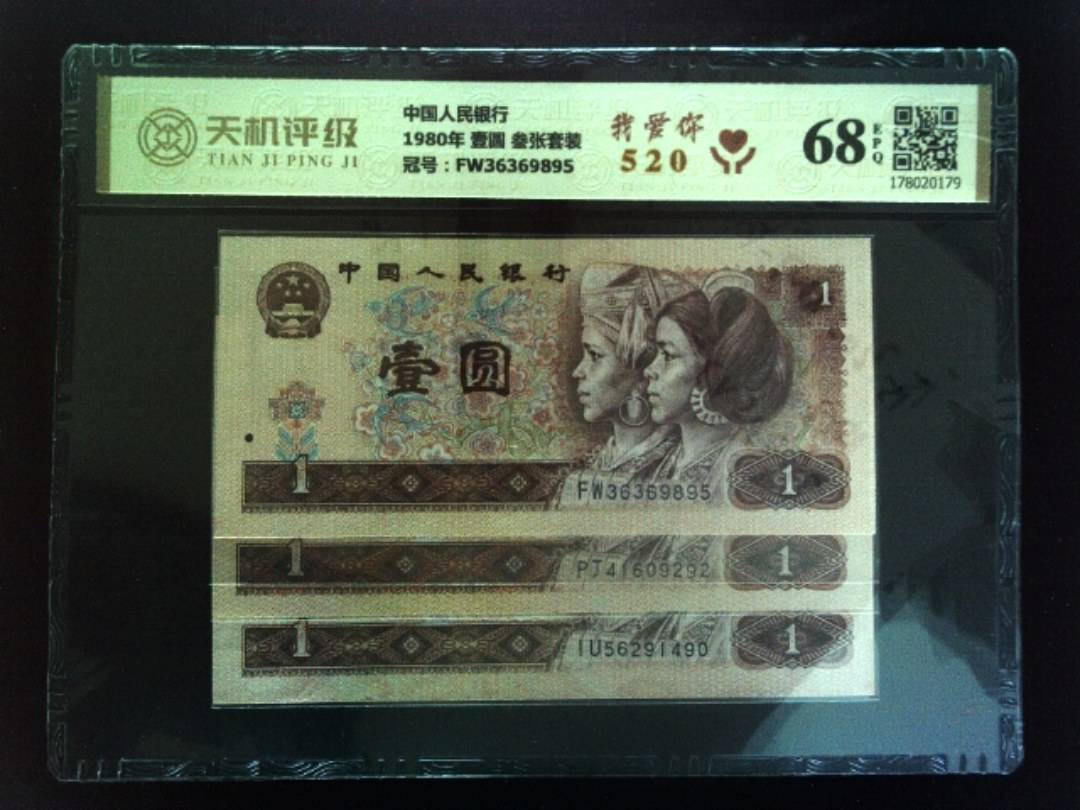 天机评级
TIAN JI PING JI
中国人民银行
1980年 壹圆 叁张套装
冠号：FW36369895
我爱你
520
68
EPQ
178020179
中国人民银行
1
壹圆
1
FW36369895
1
1
PJ41609292
1
1
IU56291490
1